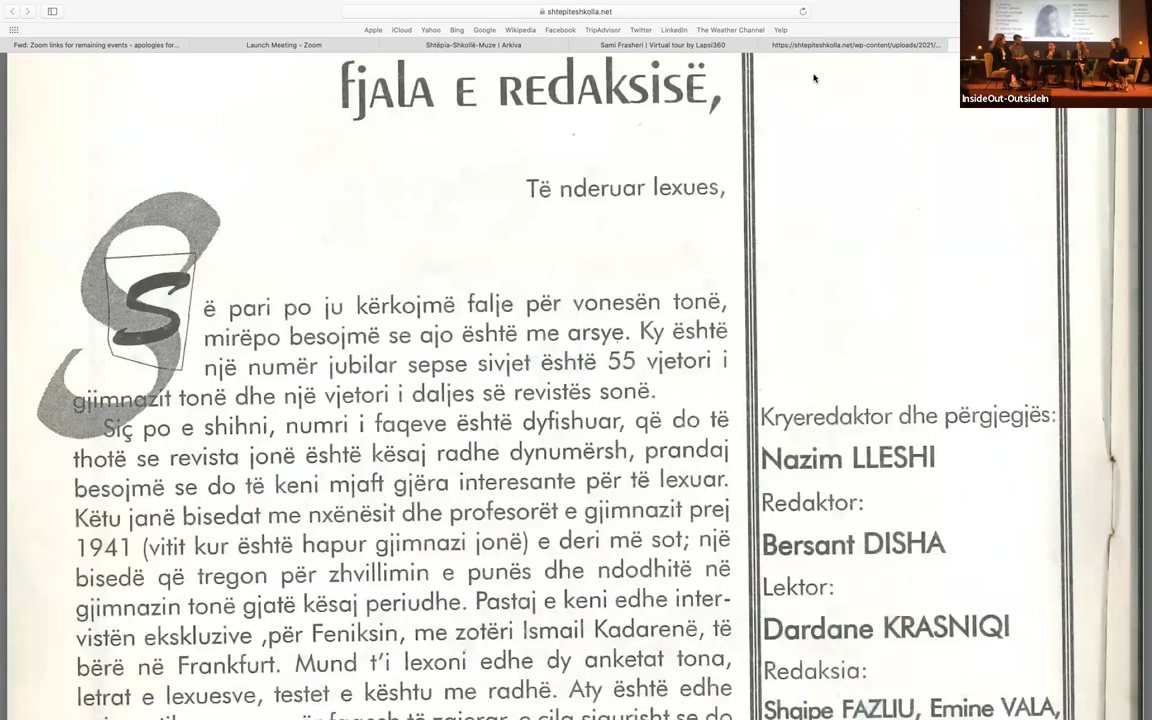 shtepiteshkolla.net
Apple iCloud Yahoo Bing Google Wikipedia Facebook TripAdvisor Twitter LinkedIn The Weather Channel Yelp
Fwd: Zoom links for remaining events - apologies for...
Launch Meeting - Zoom
Shtëpia-Shkollë-Muze | Arkiva
Sami Frasheri | Virtual tour by Lapsi360
https://shtepiteshkolla.net/wp-content/uploads/2021/...
InsideOut-OutsideIn
fjala e redaksisë,
Të nderuar lexues,
Së pari po ju kërkojmë falje për vonesën tonë,
mirëpo besojmë se ajo është me arsye. Ky është
një numër jubilar sepse sivjet është 55 vjetori i
gjimnazit tonë dhe një vjetori i daljes së revistës sonë.
Siç po e shihni, numri i faqeve është dyfishuar, që do të
thotë se revista jonë është kësaj radhe dynumërsh, prandaj
besojmë se do të keni mjaft gjëra interesante për të lexuar.
Këtu janë bisedat me nxënësit dhe profesorët e gjimnazit prej
1941 (vitit kur është hapur gjimnazi jonë) e deri më sot; një
bisedë që tregon për zhvillimin e punës dhe ndodhitë në
gjimnazin tonë gjatë kësaj periudhe. Pastaj e keni edhe inter-
vistën ekskluzive ,për Feniksin, me zotëri Ismail Kadarenë, të
bërë në Frankfurt. Mund t'i lexoni edhe dy anketat tona,
letrat e lexuesve, testet e kështu me radhë. Aty është edhe
Kryeredaktor dhe përgjegjës:
Nazim LLESHI
Redaktor:
Bersant DISHA
Lektor:
Dardane KRASNIQI
Redaksia:
Shqipe FAZLIU, Emine VALA,